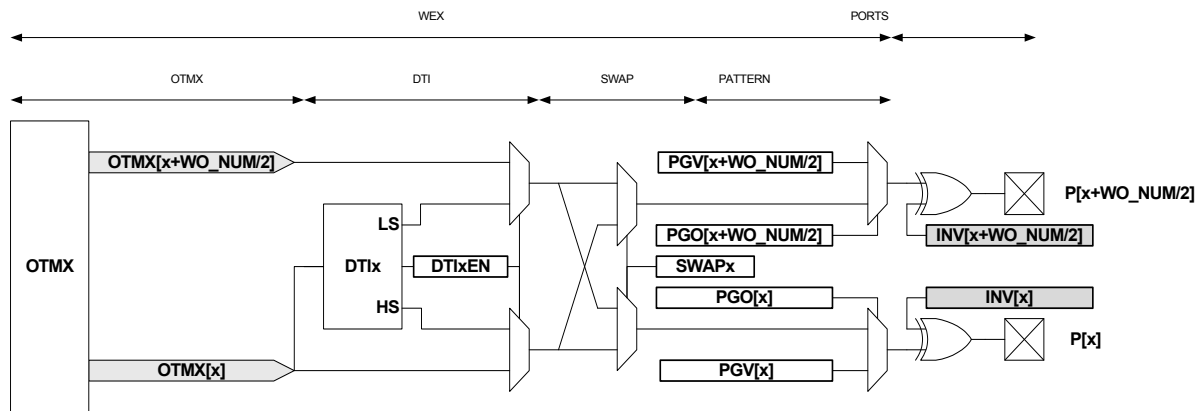 WEX
PORTS
OTMX
DTI
SWAP
PATTERN
OTMX[x+WO_NUM/2]
PGV[x+WO_NUM/2]
P[x+WO_NUM/2]
LS
PGO[x+WO_NUM/2]
INV[x+WO_NUM/2]
OTMX
DTIx
DTIxEN
SWAPx
HS
PGO[x]
INV[x]
P[x]
OTMX[x]
PGV[x]